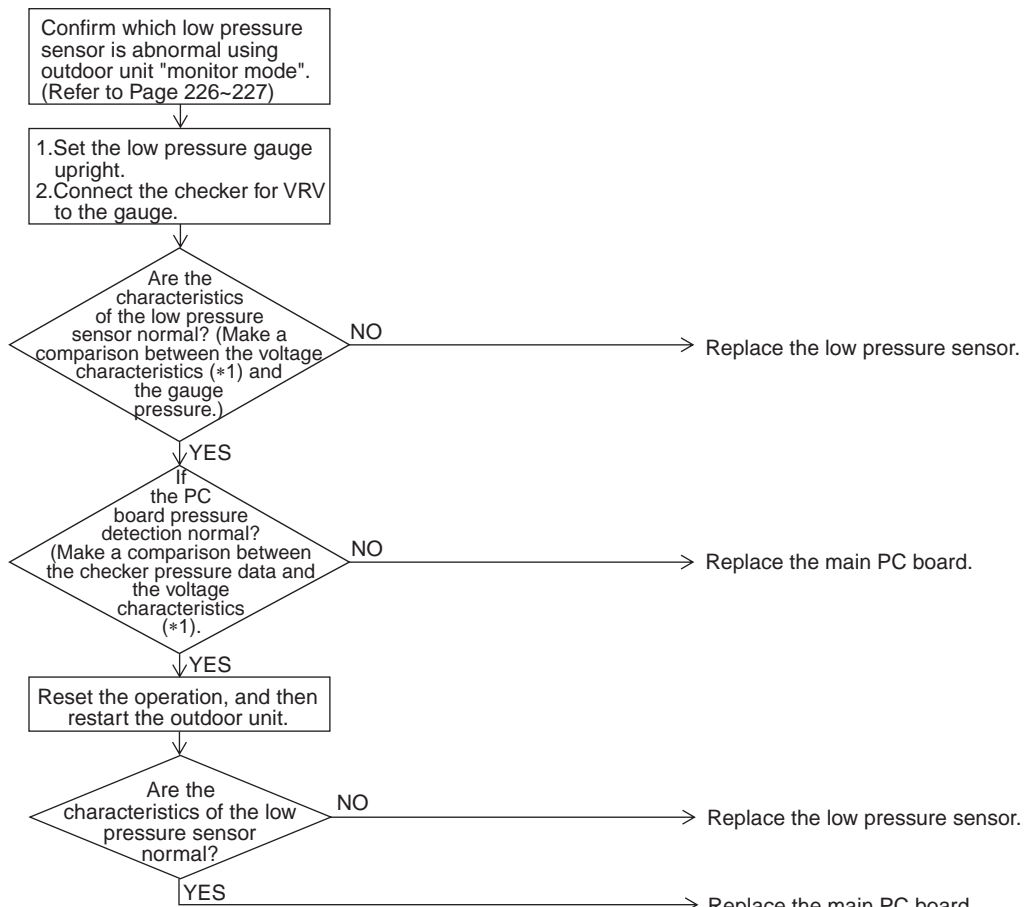 Confirm which low pressure
sensor is abnormal using
outdoor unit "monitor mode".
(Refer to Page 226~227)
1.Set the low pressure gauge
upright.
2.Connect the checker for VRV
to the gauge.
Are the
characteristics
of the low pressure
sensor normal? (Make a
comparison between the voltage
characteristics (*1) and
the gauge
pressure.)
NO
Replace the low pressure sensor.
YES
If
the PC
board pressure
detection normal?
(Make a comparison between
the checker pressure data and
the voltage
characteristics
(*1).
NO
Replace the main PC board.
YES
Reset the operation, and then
restart the outdoor unit.
Are the
characteristics of the low
pressure sensor
normal?
NO
Replace the low pressure sensor.
YES
Replace the main PC board